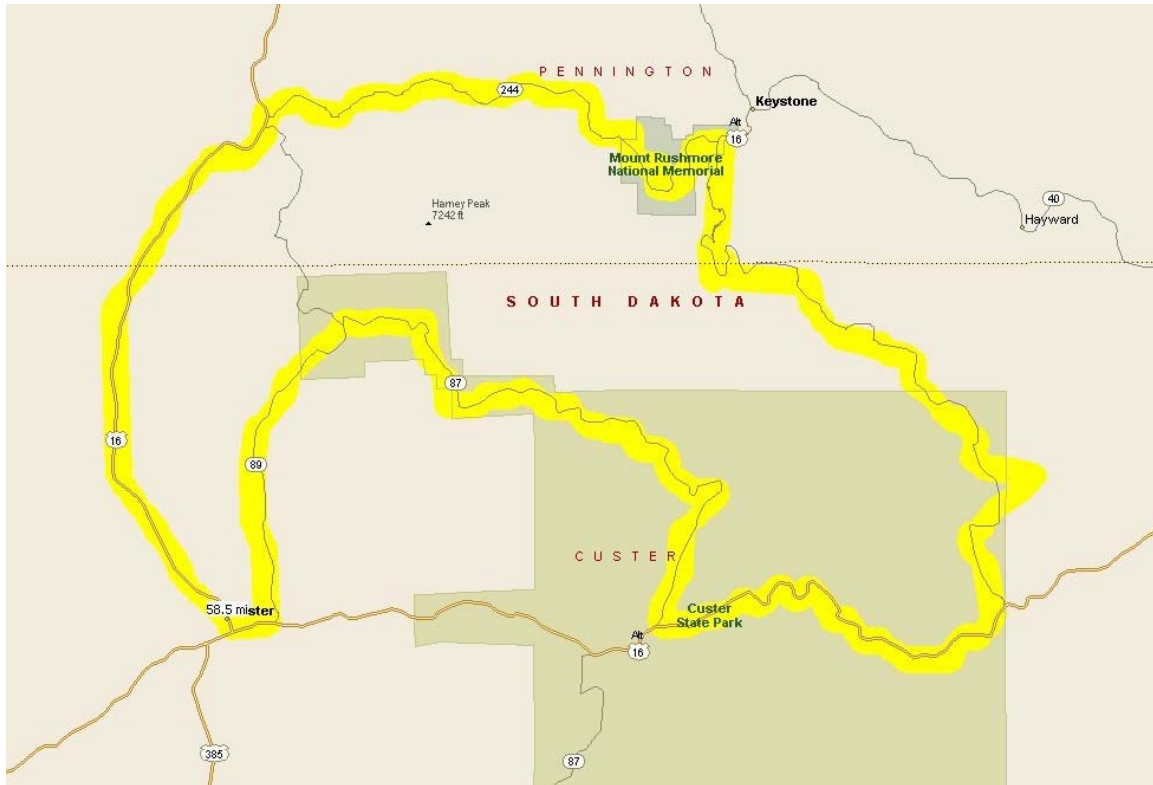 PENNINGTON
244
Keystone
Alt
16
Mount Rushmore
National Memorial
Harney Peak
7242 ft
40
Hayward
SOUTH DAKOTA
87
16
89
CUSTER
58.5 mi
ster
Custer
State Park
Alt
16
385
87